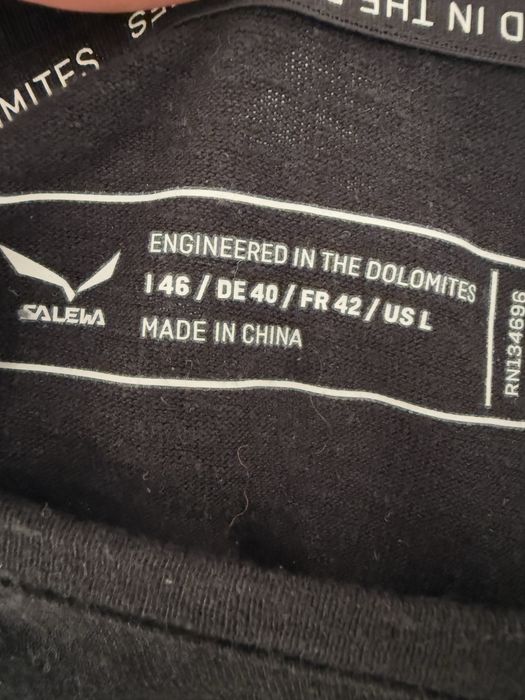 D IN THE
MITES
ENGINEERED IN THE DOLOMITES
I 46 / DE 40 / FR 42 / US L
MADE IN CHINA
SALEWA
RN134696